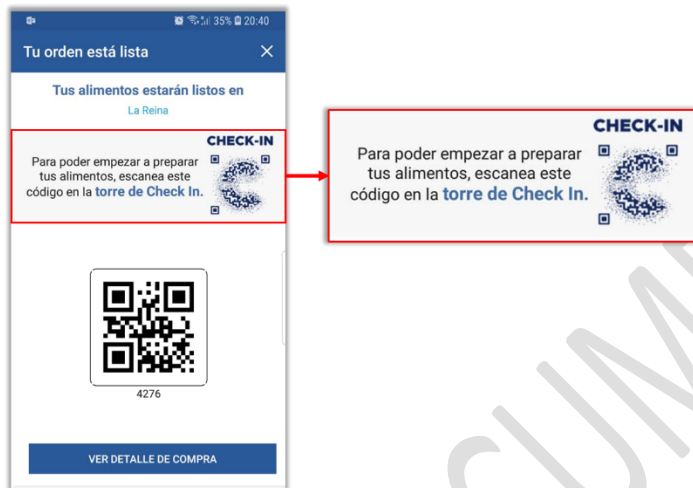 35% 20:40
Tu orden está lista
Tus alimentos estarán listos en
La Reina
CHECK-IN
Para poder empezar a preparar
tus alimentos, escanea este
código en la torre de Check In.
4276
VER DETALLE DE COMPRA
CHECK-IN
Para poder empezar a preparar
tus alimentos, escanea este
código en la torre de Check In.
CUM